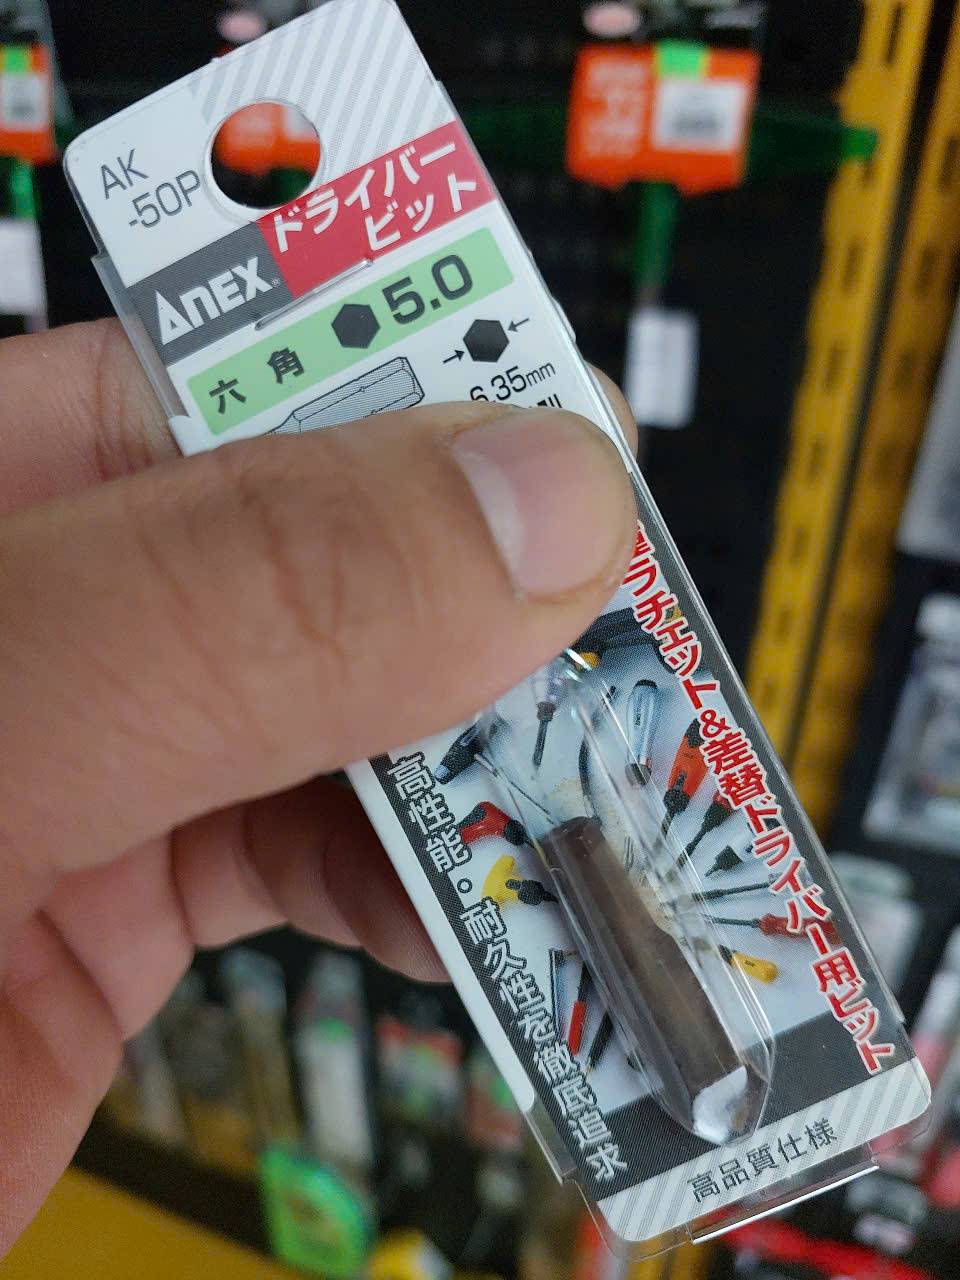 AK
-50P
ドライバー
ビット
ANEX
六角 5.0
6.35mm
ラチェット&差替ドライバー用ビット
高性能・耐久性を徹底追求
高品質仕様